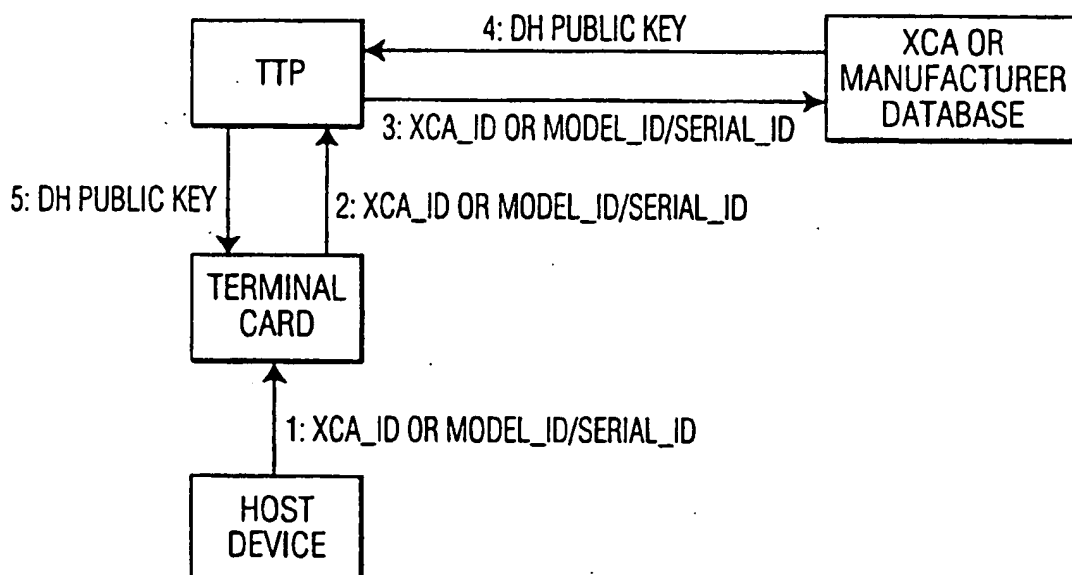 4: DH PUBLIC KEY
TTP
XCA OR
MANUFACTURER
DATABASE
3: XCA_ID OR MODEL_ID/SERIAL_ID
5: DH PUBLIC KEY
2: XCA_ID OR MODEL_ID/SERIAL_ID
TERMINAL
CARD
1: XCA_ID OR MODEL_ID/SERIAL_ID
HOST
DEVICE